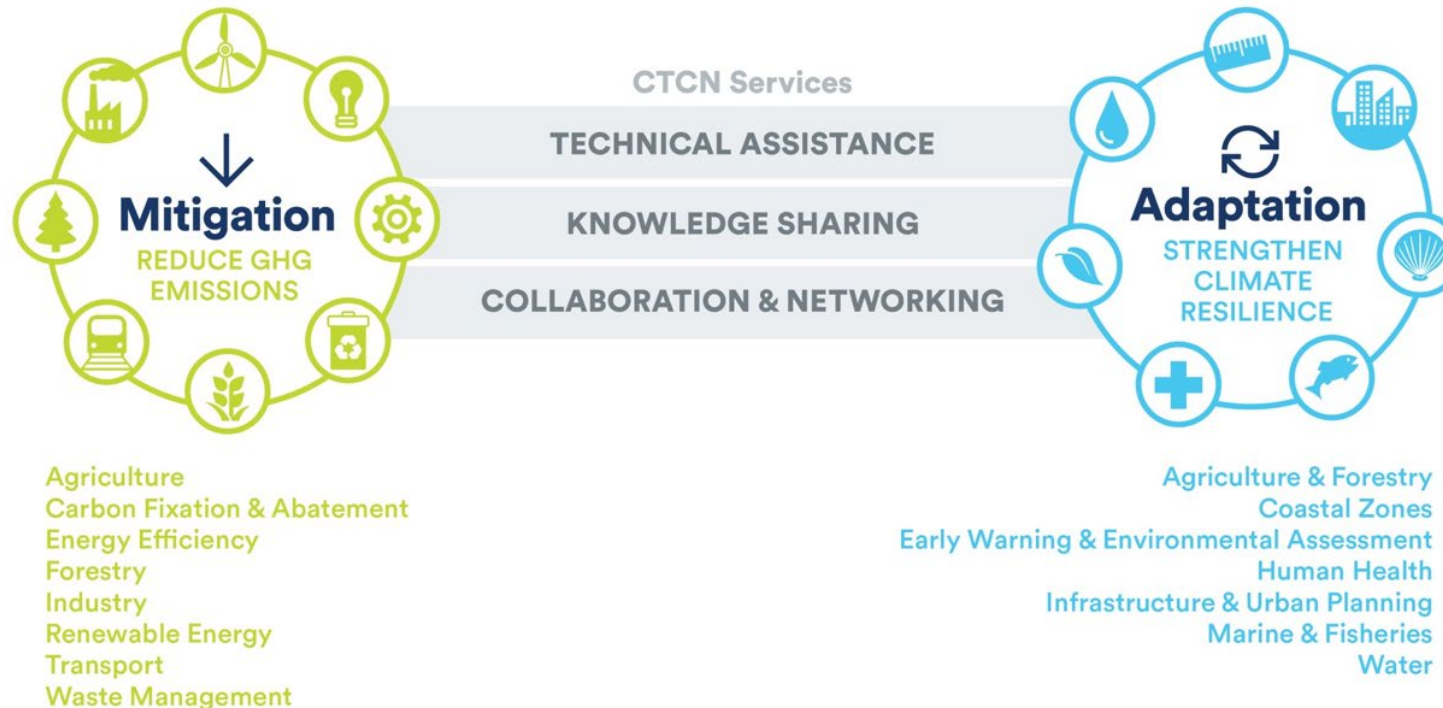 CTCN Services
TECHNICAL ASSISTANCE
KNOWLEDGE SHARING
COLLABORATION & NETWORKING
Mitigation
REDUCE GHG
EMISSIONS
Adaptation
STRENGTHEN
CLIMATE
RESILIENCE
Agriculture
Carbon Fixation & Abatement
Energy Efficiency
Forestry
Industry
Renewable Energy
Transport
Waste Management
Agriculture & Forestry
Coastal Zones
Early Warning & Environmental Assessment
Human Health
Infrastructure & Urban Planning
Marine & Fisheries
Water